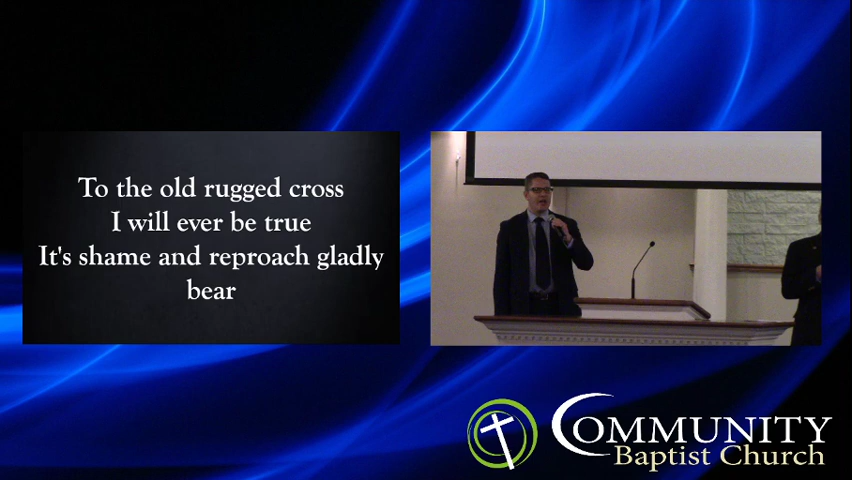 To the old rugged cross
I will ever be true
It's shame and reproach gladly
bear
COMMUNITY
Baptist Church